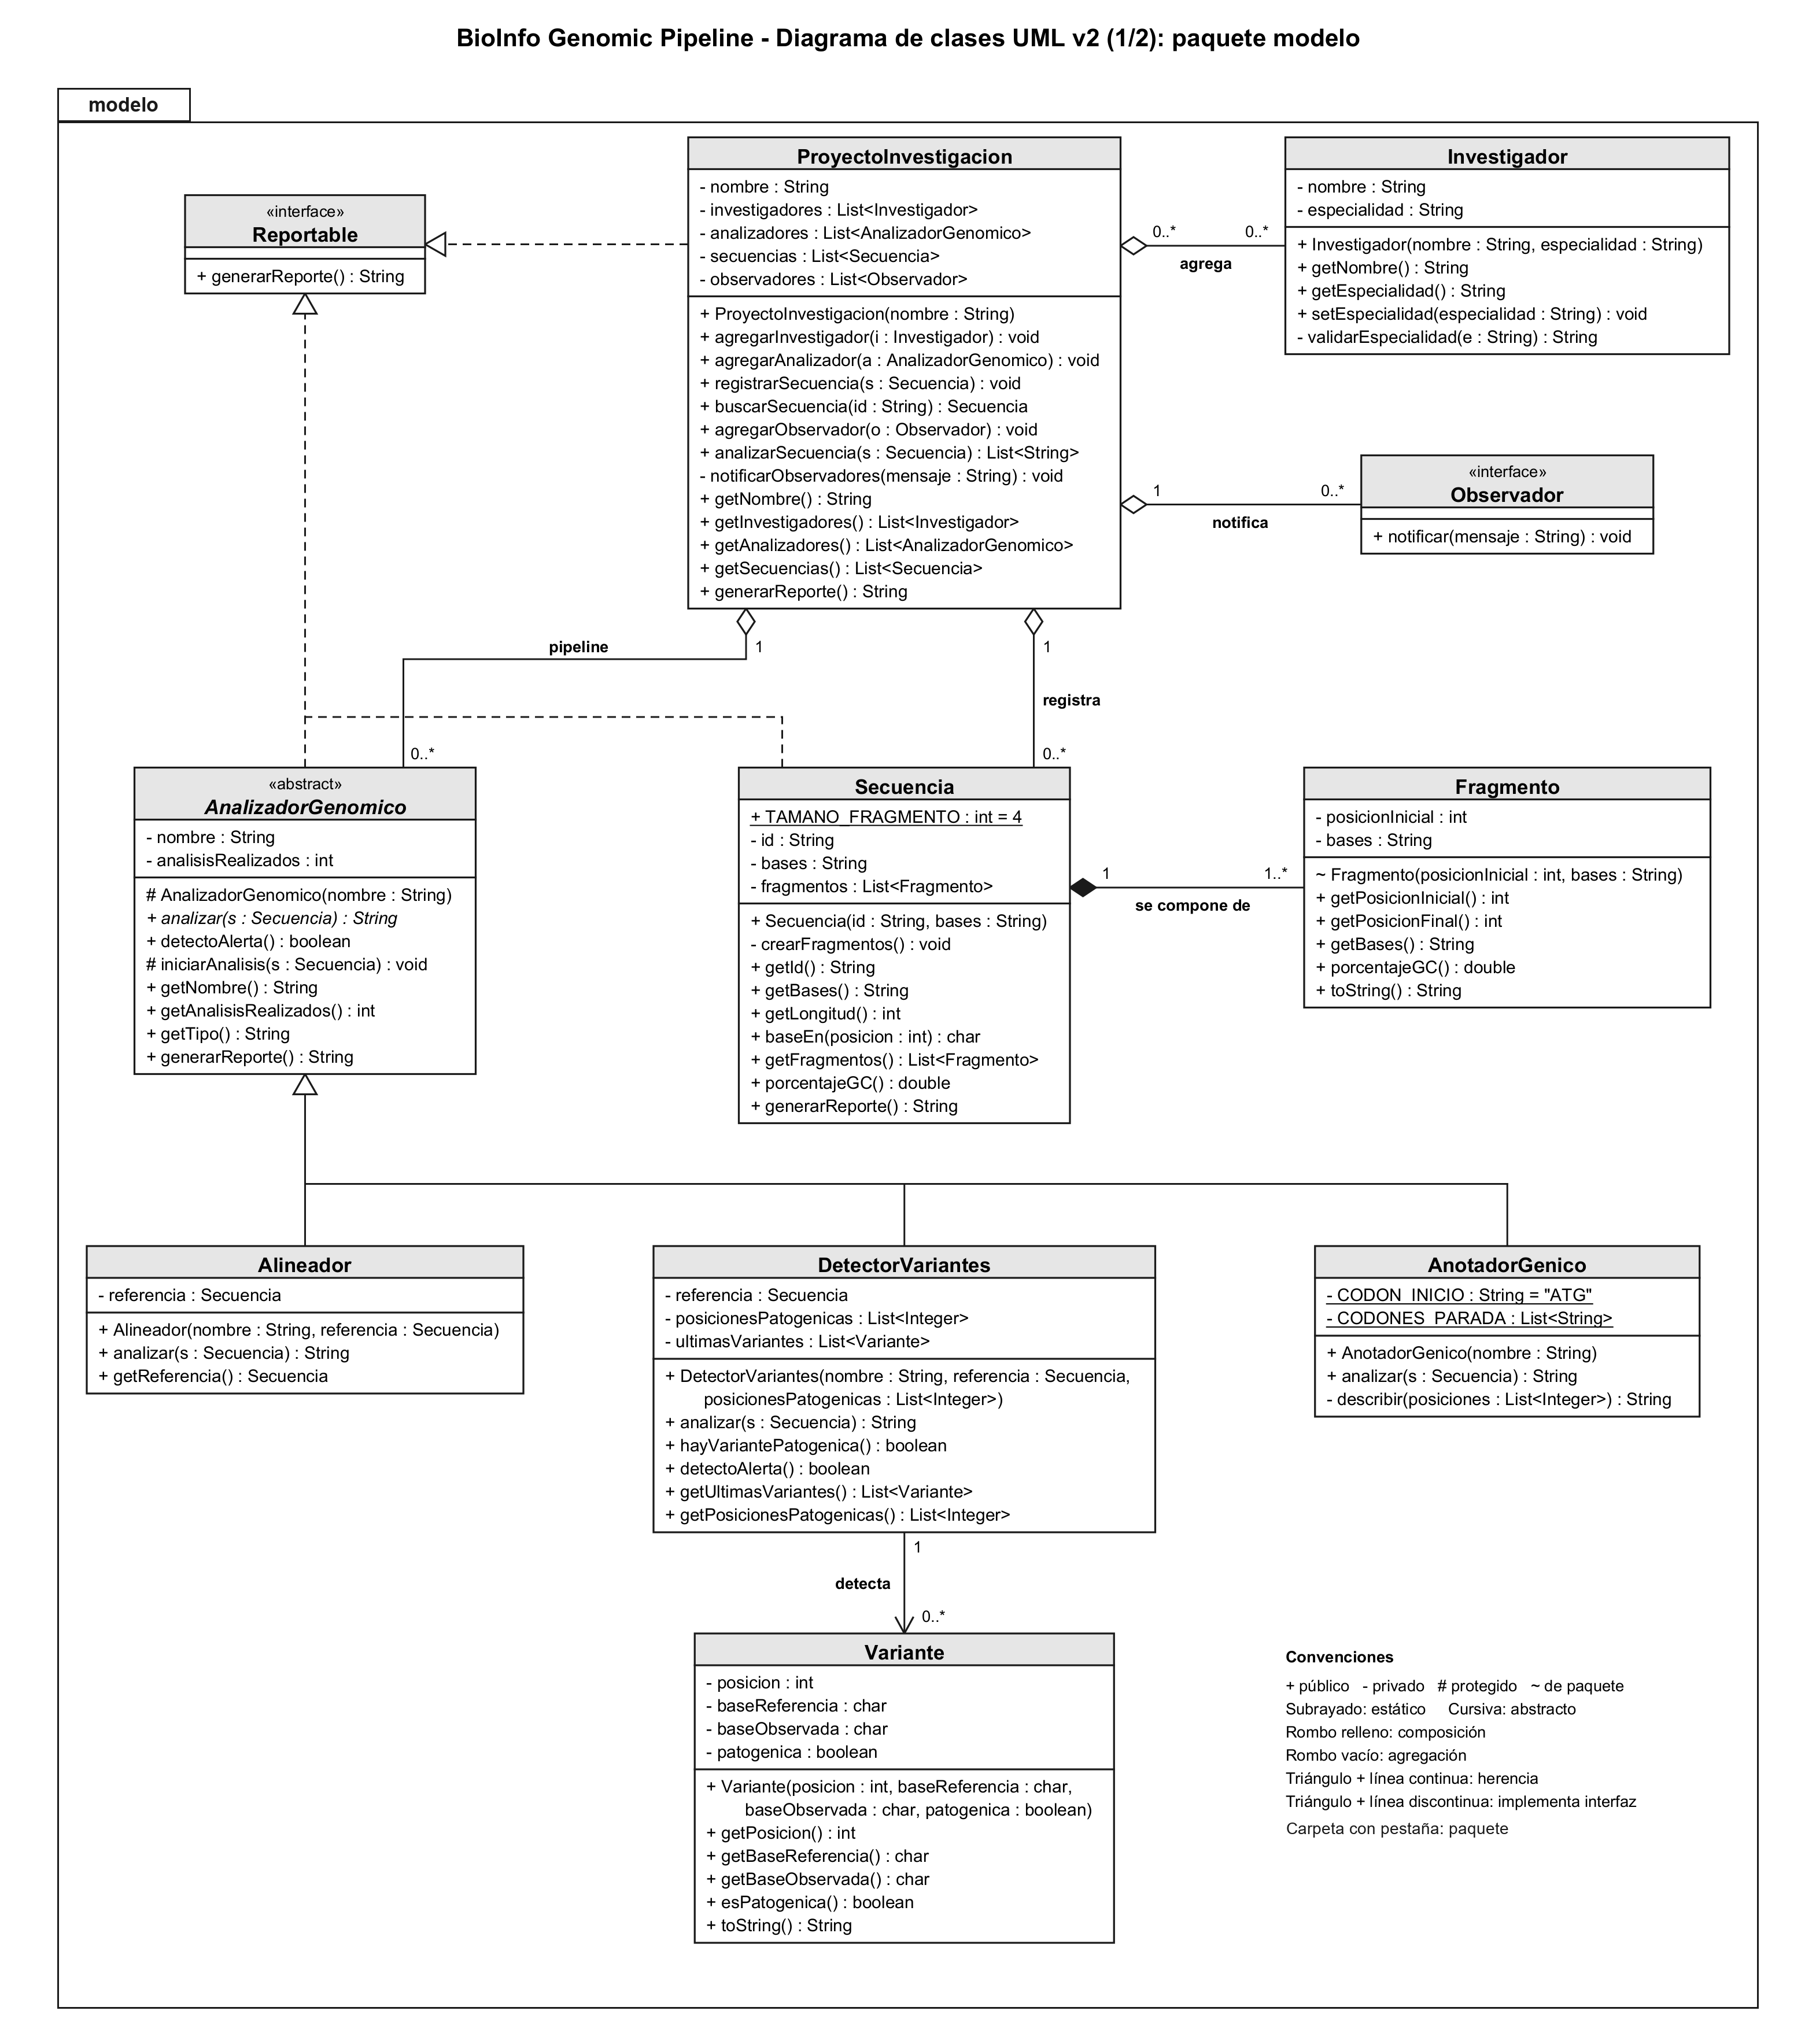 BioInfo Genomic Pipeline - Diagrama de clases UML v2 (1/2): paquete modelo
modelo
«interface»
Reportable
+ generarReporte() : String
ProyectoInvestigacion
- nombre : String
- investigadores : List<Investigador>
- analizadores : List<AnalizadorGenomico>
- secuencias : List<Secuencia>
- observadores : List<Observador>
+ ProyectoInvestigacion(nombre : String)
+ agregarInvestigador(i : Investigador) : void
+ agregarAnalizador(a : AnalizadorGenomico) : void
+ registrarSecuencia(s : Secuencia) : void
+ buscarSecuencia(id : String) : Secuencia
+ agregarObservador(o : Observador) : void
+ analizarSecuencia(s : Secuencia) : List<String>
- notificarObservadores(mensaje : String) : void
+ getNombre() : String
+ getInvestigadores() : List<Investigador>
+ getAnalizadores() : List<AnalizadorGenomico>
+ getSecuencias() : List<Secuencia>
+ generarReporte() : String
0..*
0..*
agrega
Investigador
- nombre : String
- especialidad : String
+ Investigador(nombre : String, especialidad : String)
+ getNombre() : String
+ getEspecialidad() : String
+ setEspecialidad(especialidad : String) : void
- validarEspecialidad(e : String) : String
1
0..*
notifica
«interface»
Observador
+ notificar(mensaje : String) : void
pipeline
1
0..*
1
registra
0..*
«abstract»
AnalizadorGenomico
- nombre : String
- analisisRealizados : int
# AnalizadorGenomico(nombre : String)
+ analizar(s : Secuencia) : String
+ detectoAlerta() : boolean
# iniciarAnalisis(s : Secuencia) : void
+ getNombre() : String
+ getAnalisisRealizados() : int
+ getTipo() : String
+ generarReporte() : String
Secuencia
+ TAMANO_FRAGMENTO : int = 4
- id : String
- bases : String
- fragmentos : List<Fragmento>
+ Secuencia(id : String, bases : String)
- crearFragmentos() : void
+ getId() : String
+ getBases() : String
+ getLongitud() : int
+ baseEn(posicion : int) : char
+ getFragmentos() : List<Fragmento>
+ porcentajeGC() : double
+ generarReporte() : String
1
1..*
se compone de
Fragmento
- posicionInicial : int
- bases : String
~ Fragmento(posicionInicial : int, bases : String)
+ getPosicionInicial() : int
+ getPosicionFinal() : int
+ getBases() : String
+ porcentajeGC() : double
+ toString() : String
Alineador
- referencia : Secuencia
+ Alineador(nombre : String, referencia : Secuencia)
+ analizar(s : Secuencia) : String
+ getReferencia() : Secuencia
DetectorVariantes
- referencia : Secuencia
- posicionesPatogenicas : List<Integer>
- ultimasVariantes : List<Variante>
+ DetectorVariantes(nombre : String, referencia : Secuencia,
posicionesPatogenicas : List<Integer>)
+ analizar(s : Secuencia) : String
+ hayVariantePatogenica() : boolean
+ detectoAlerta() : boolean
+ getUltimasVariantes() : List<Variante>
+ getPosicionesPatogenicas() : List<Integer>
AnotadorGenico
- CODON_INICIO : String = "ATG"
- CODONES_PARADA : List<String>
+ AnotadorGenico(nombre : String)
+ analizar(s : Secuencia) : String
- describir(posiciones : List<Integer>) : String
1
detecta
0..*
Variante
- posicion : int
- baseReferencia : char
- baseObservada : char
- patogenica : boolean
+ Variante(posicion : int, baseReferencia : char,
baseObservada : char, patogenica : boolean)
+ getPosicion() : int
+ getBaseReferencia() : char
+ getBaseObservada() : char
+ esPatogenica() : boolean
+ toString() : String
Convenciones
+ público - privado # protegido ~ de paquete
Subrayado: estático Cursiva: abstracto
Rombo relleno: composición
Rombo vacío: agregación
Triángulo + línea continua: herencia
Triángulo + línea discontinua: implementa interfaz
Carpeta con pestaña: paquete